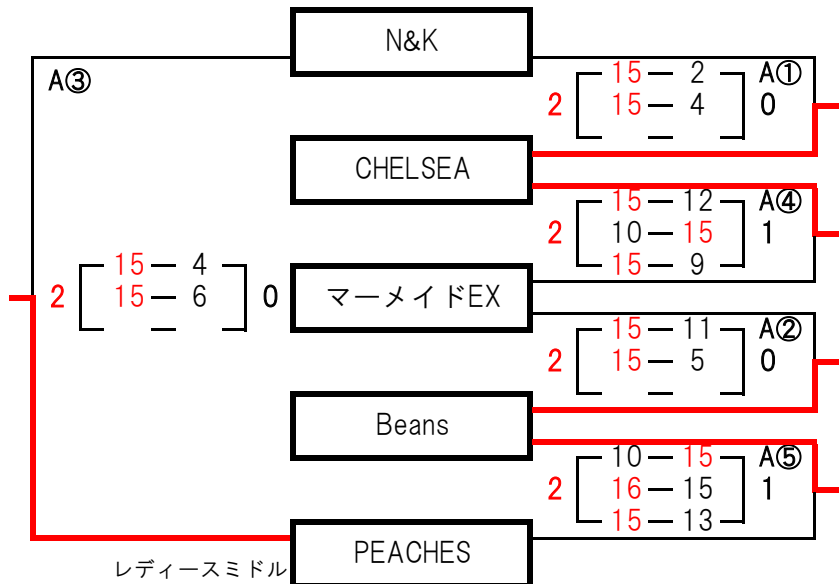 N&K
A③
15 — 2 A①
2 15 — 4 0
—
CHELSEA
15 — 12 A④
2 10 — 15 1
15 — 9
15 — 4
2 15 — 6 0
—
マーメイドEX
15 — 11 A②
2 15 — 5 0
—
Beans
10 — 15 A⑤
2 16 — 15 1
15 — 13
PEACHES
レディースミドル